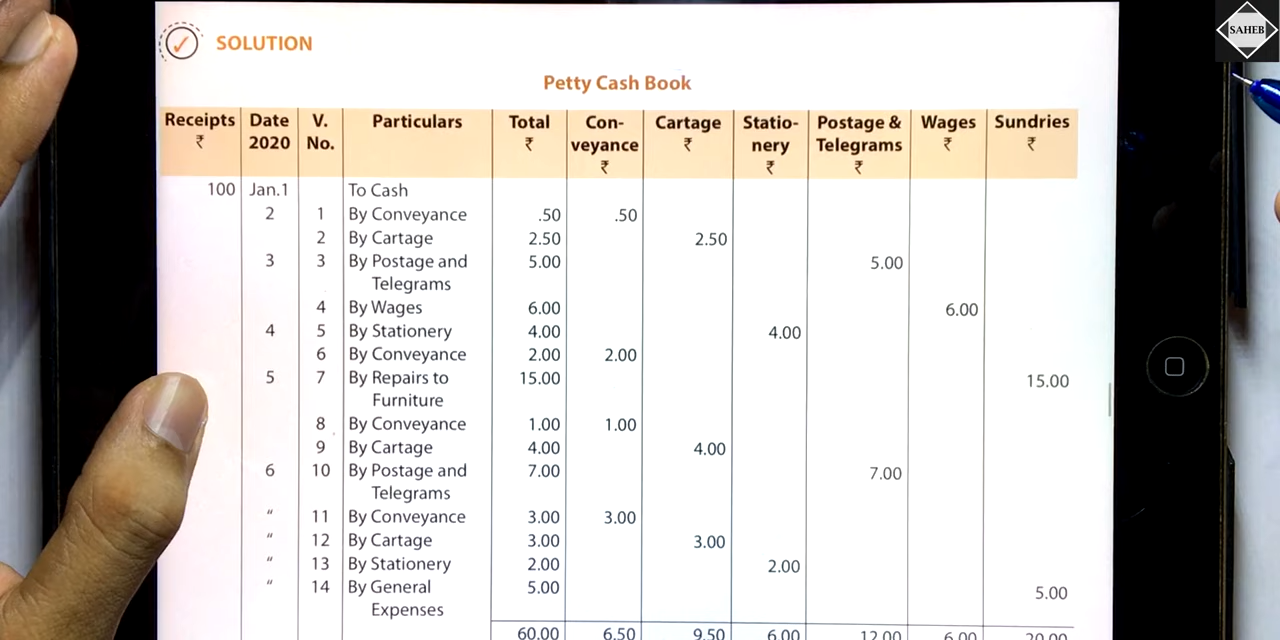 SAHEB
SOLUTION
Petty Cash Book
Receipts Date V. Particulars Total Con- Cartage Statio- Postage & Wages Sundries
₹ 2020 No. ₹ veyance ₹ nery Telegrams ₹ ₹
₹ ₹ ₹
100 Jan.1 To Cash
2 1 By Conveyance .50 .50
2 By Cartage 2.50 2.50
3 3 By Postage and 5.00 5.00
Telegrams
4 By Wages 6.00 6.00
4 5 By Stationery 4.00 4.00
6 By Conveyance 2.00 2.00
5 7 By Repairs to 15.00 15.00
Furniture
8 By Conveyance 1.00 1.00
9 By Cartage 4.00 4.00
6 10 By Postage and 7.00 7.00
Telegrams
" 11 By Conveyance 3.00 3.00
" 12 By Cartage 3.00 3.00
" 13 By Stationery 2.00 2.00
" 14 By General 5.00 5.00
Expenses
60.00 6.50 9.50 6.00 12.00 6.00 20.00